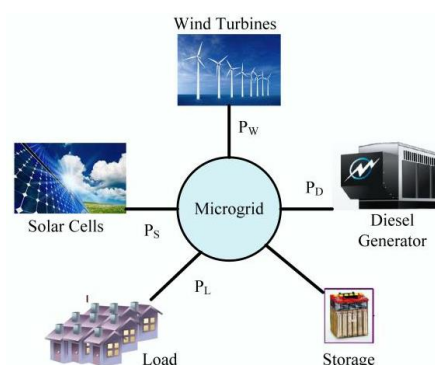 Wind Turbines
P_W
P_D
Microgrid
Solar Cells
P_S
Diesel
Generator
P_L
Load
Storage